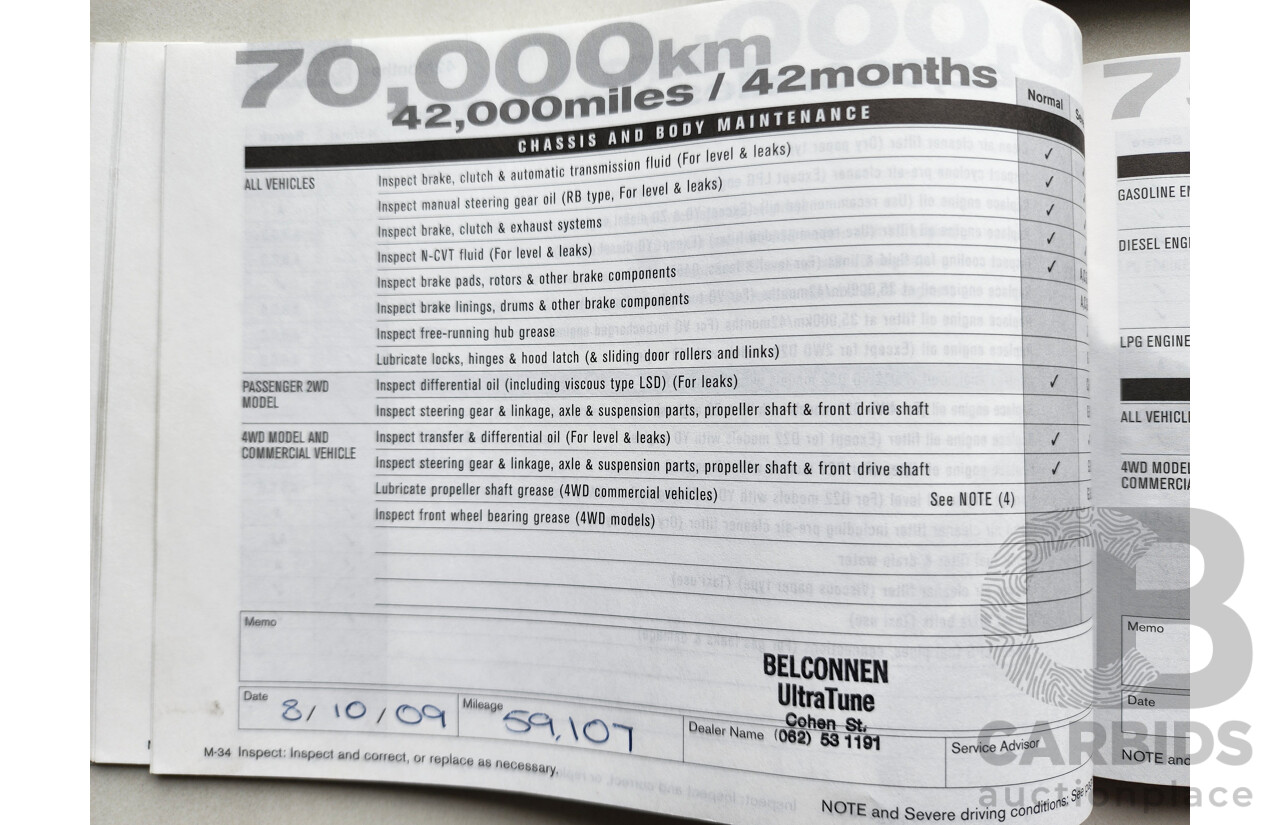 70,000km
42,000miles / 42months
Normal
CHASSIS AND BODY MAINTENANCE
ALL VEHICLES
Inspect brake, clutch & automatic transmission fluid (For level & leaks) ✓
Inspect manual steering gear oil (RB type, For level & leaks) ✓
Inspect brake, clutch & exhaust systems ✓
Inspect N-CVT fluid (For level & leaks) ✓
Inspect brake pads, rotors & other brake components ✓
Inspect brake linings, drums & other brake components
Inspect free-running hub grease
Lubricate locks, hinges & hood latch (& sliding door rollers and links)
PASSENGER 2WD
MODEL
Inspect differential oil (including viscous type LSD) (For leaks) ✓
Inspect steering gear & linkage, axle & suspension parts, propeller shaft & front drive shaft
4WD MODEL AND
COMMERCIAL VEHICLE
Inspect transfer & differential oil (For level & leaks) ✓
Inspect steering gear & linkage, axle & suspension parts, propeller shaft & front drive shaft ✓
Lubricate propeller shaft grease (4WD commercial vehicles) See NOTE (4)
Inspect front wheel bearing grease (4WD models)
Memo
BELCONNEN
UltraTune
Cohen St,
(062) 53 1191
Date 8/10/09
Mileage 59,107
Dealer Name
Service Advisor
M-34 Inspect: Inspect and correct, or replace as necessary,
NOTE and Severe driving conditions: See
7
GASOLINE
DIESEL
LPG ENGINE
ALL
4WD
Memo
Date
NOTE
CARBIDS
auctionplace